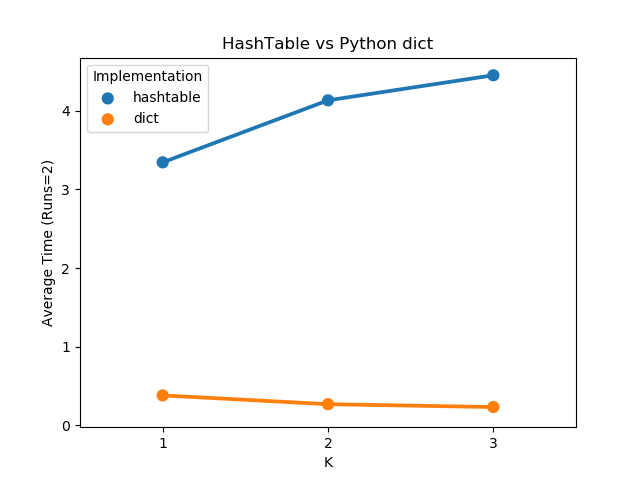 HashTable vs Python dict
Implementation
hashtable
dict
Average Time (Runs=2)
4
3
2
1
0
1
2
3
K